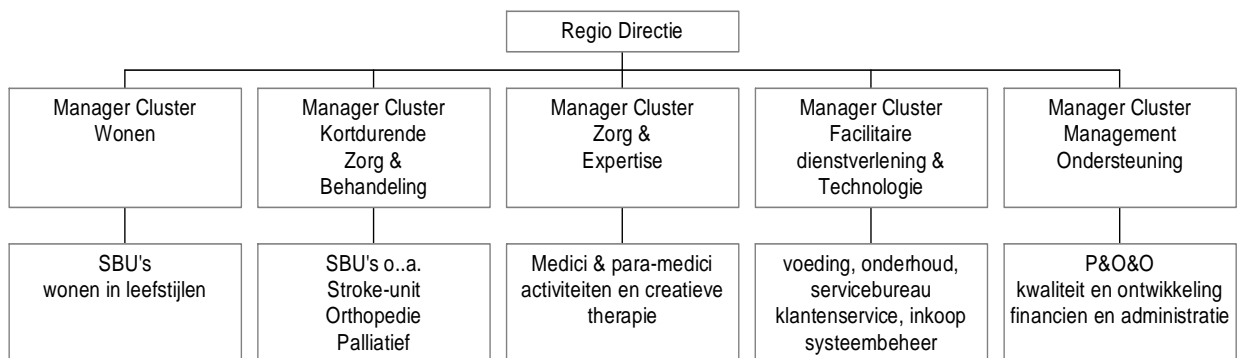 Regio Directie
Manager Cluster
Wonen
Manager Cluster
Kortdurende
Zorg &
Behandeling
Manager Cluster
Zorg &
Expertise
Manager Cluster
Facilitaire
dienstverlening &
Technologie
Manager Cluster
Management
Ondersteuning
SBU's
wonen in leefstijlen
SBU's o..a.
Stroke-unit
Orthopedie
Palliatief
Medici & para-medici
activiteiten en creatieve
therapie
voeding, onderhoud,
servicebureau
klantenservice, inkoop
systeembeheer
P&O&O
kwaliteit en ontwikkeling
financien en administratie